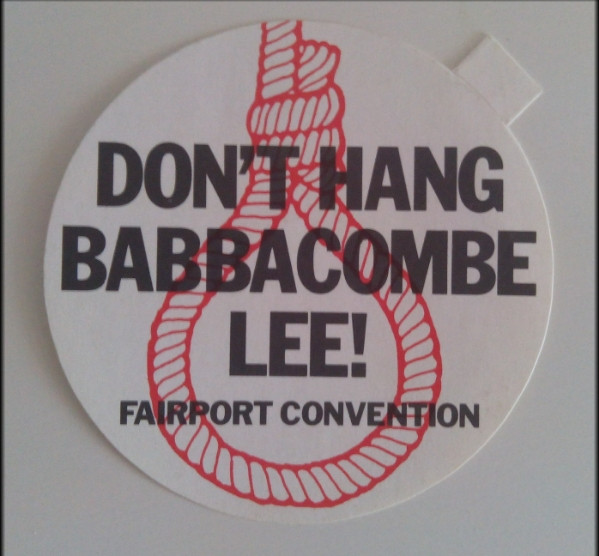 DON'T HANG
BABBACOMBE
LEE!
FAIRPORT CONVENTION